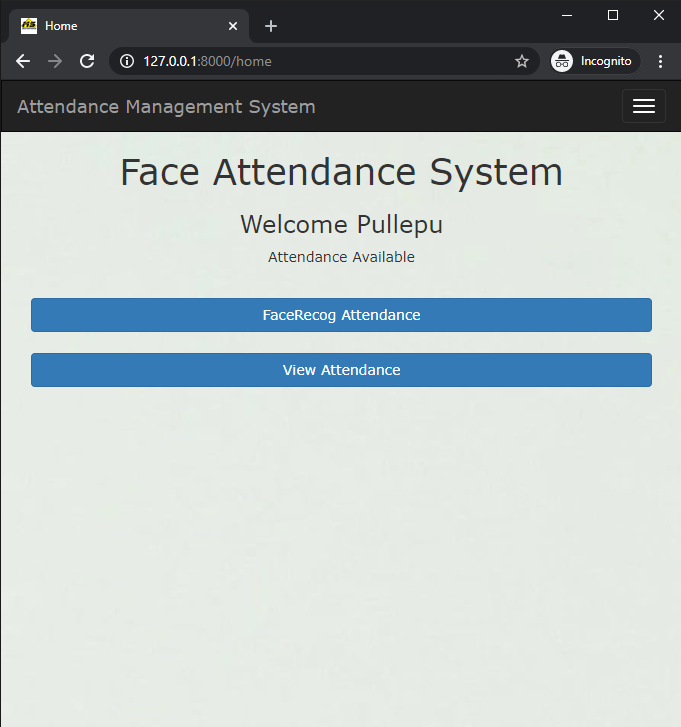 Home
127.0.0.1:8000/home
Incognito
Attendance Management System
Face Attendance System
Welcome Pullepu
Attendance Available
FaceRecog Attendance
View Attendance